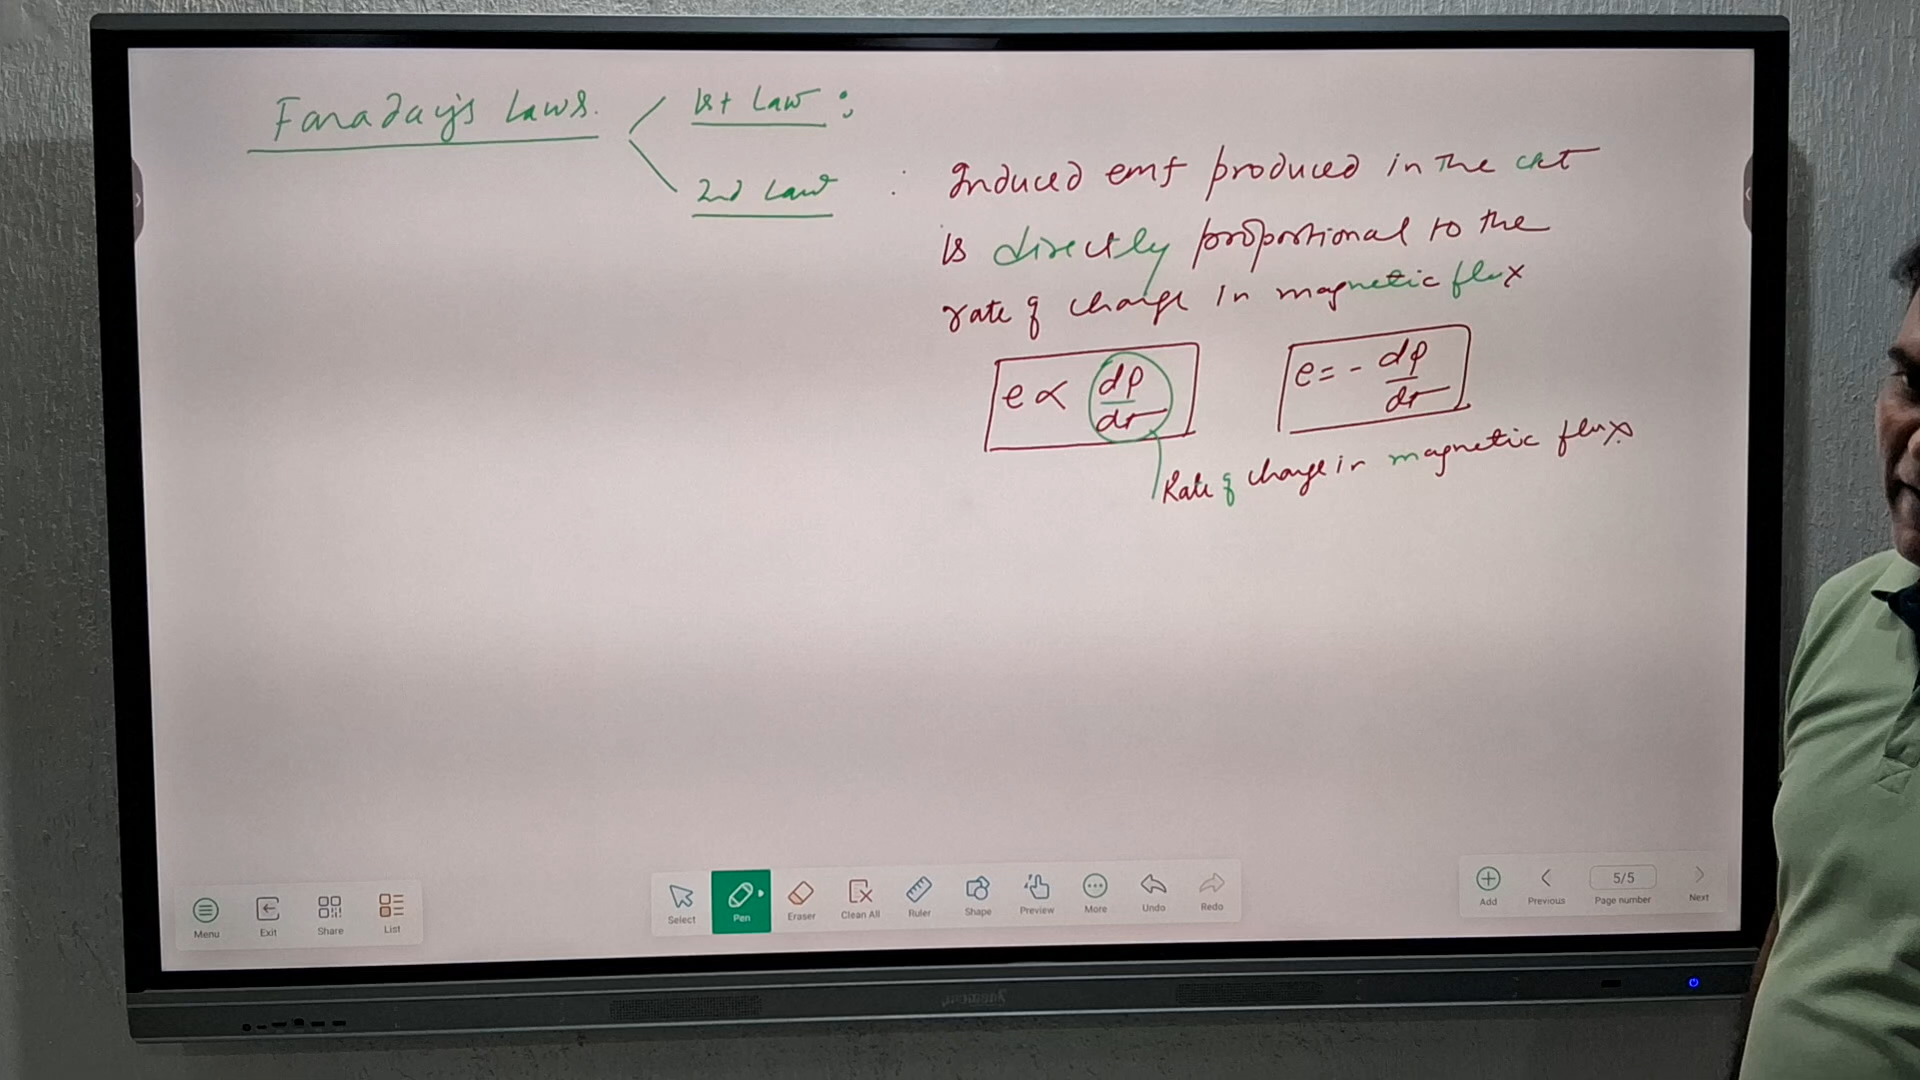 Faraday's Laws.
1st Law :
2nd Law : Induced emf produced in the ckt
is directly proportional to the
rate of change in magnetic flux
e ∝ dφ/dt
e = - dφ/dt
Rate of change in magnetic flux.
Menu Exit Share List
Select Pen Eraser Clean All Ruler Shape Preview More Undo Redo
Add Previous 5/5 Page number Next